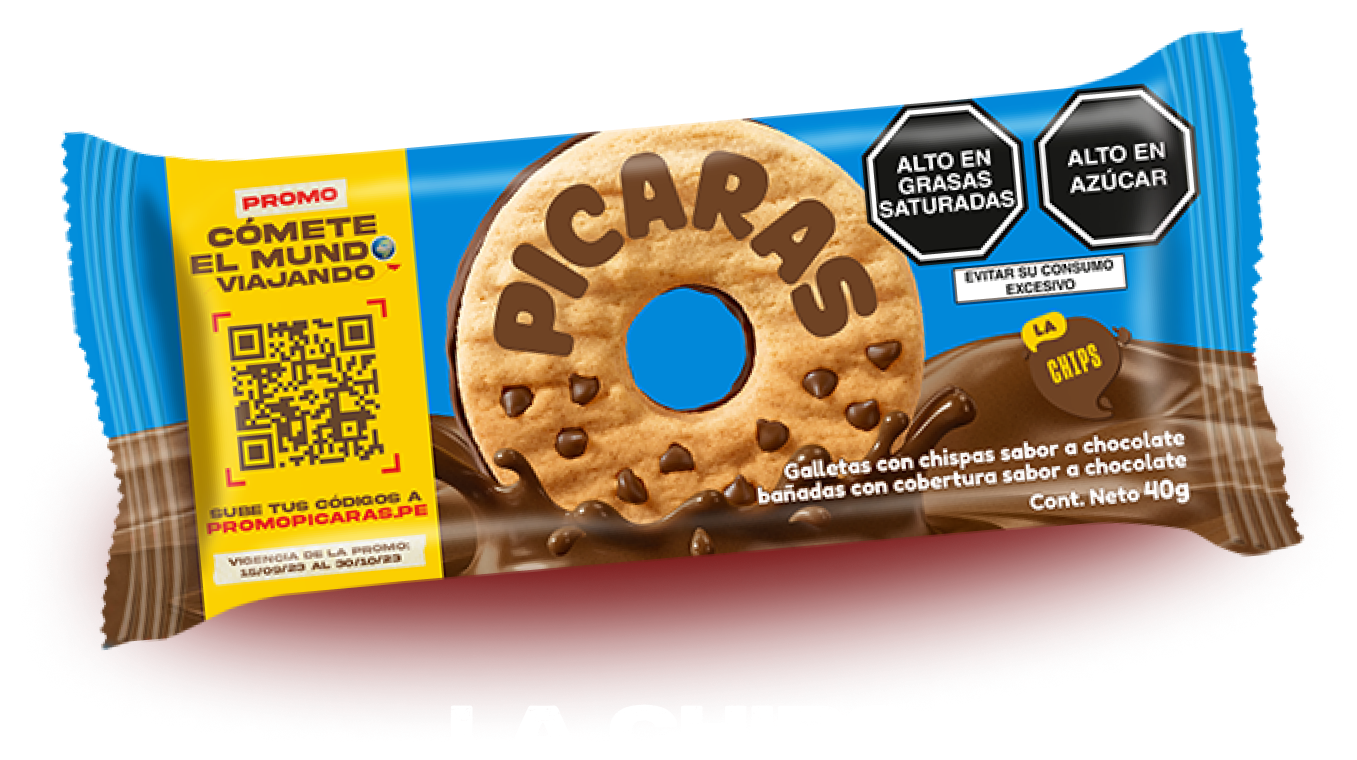 PROMO
CÓMETE
EL MUNDO
VIAJANDO
SUBE TUS CÓDIGOS A
PROMOPICARAS.PE
VIGENCIA DE LA PROMO:
15/09/23 AL 30/10/23
PICARAS
ALTO EN
GRASAS
SATURADAS
ALTO EN
AZÚCAR
EVITAR SU CONSUMO
EXCESIVO
LA
CHIPS
Galletas con chispas sabor a chocolate
bañadas con cobertura sabor a chocolate
Cont. Neto 40g